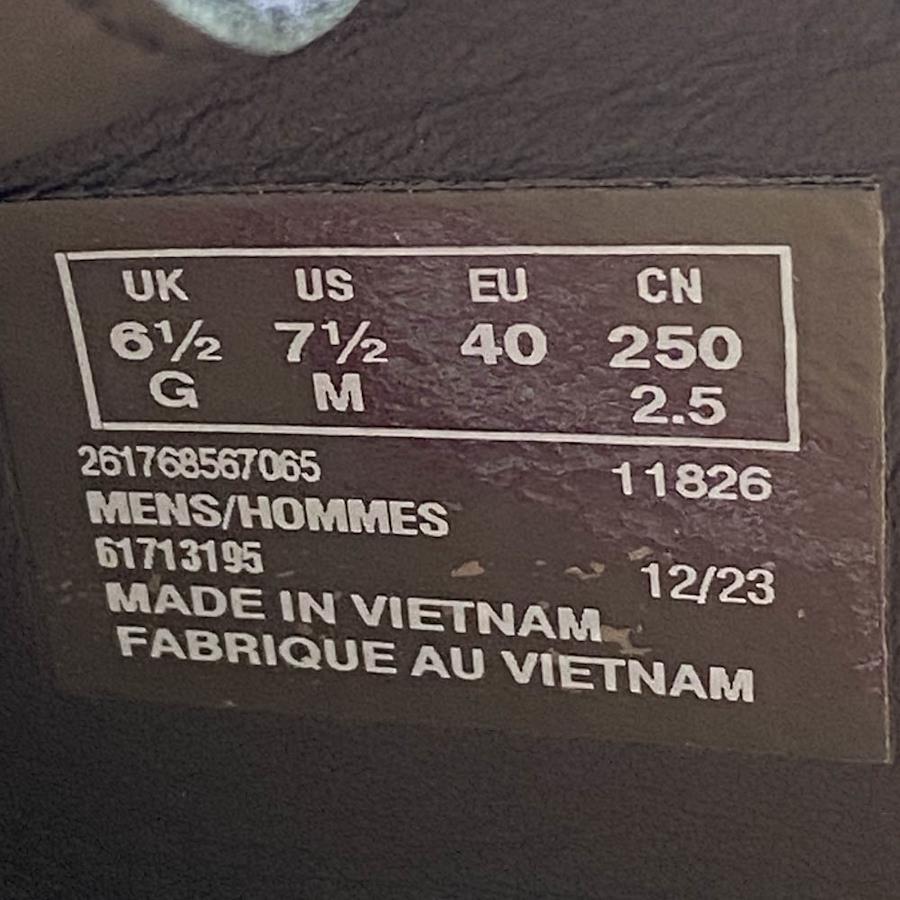 UK US EU CN
6½ 7½ 40 250
G M 2.5
261768567065 11826
MENS/HOMMES
61713195 12/23
MADE IN VIETNAM
FABRIQUE AU VIETNAM